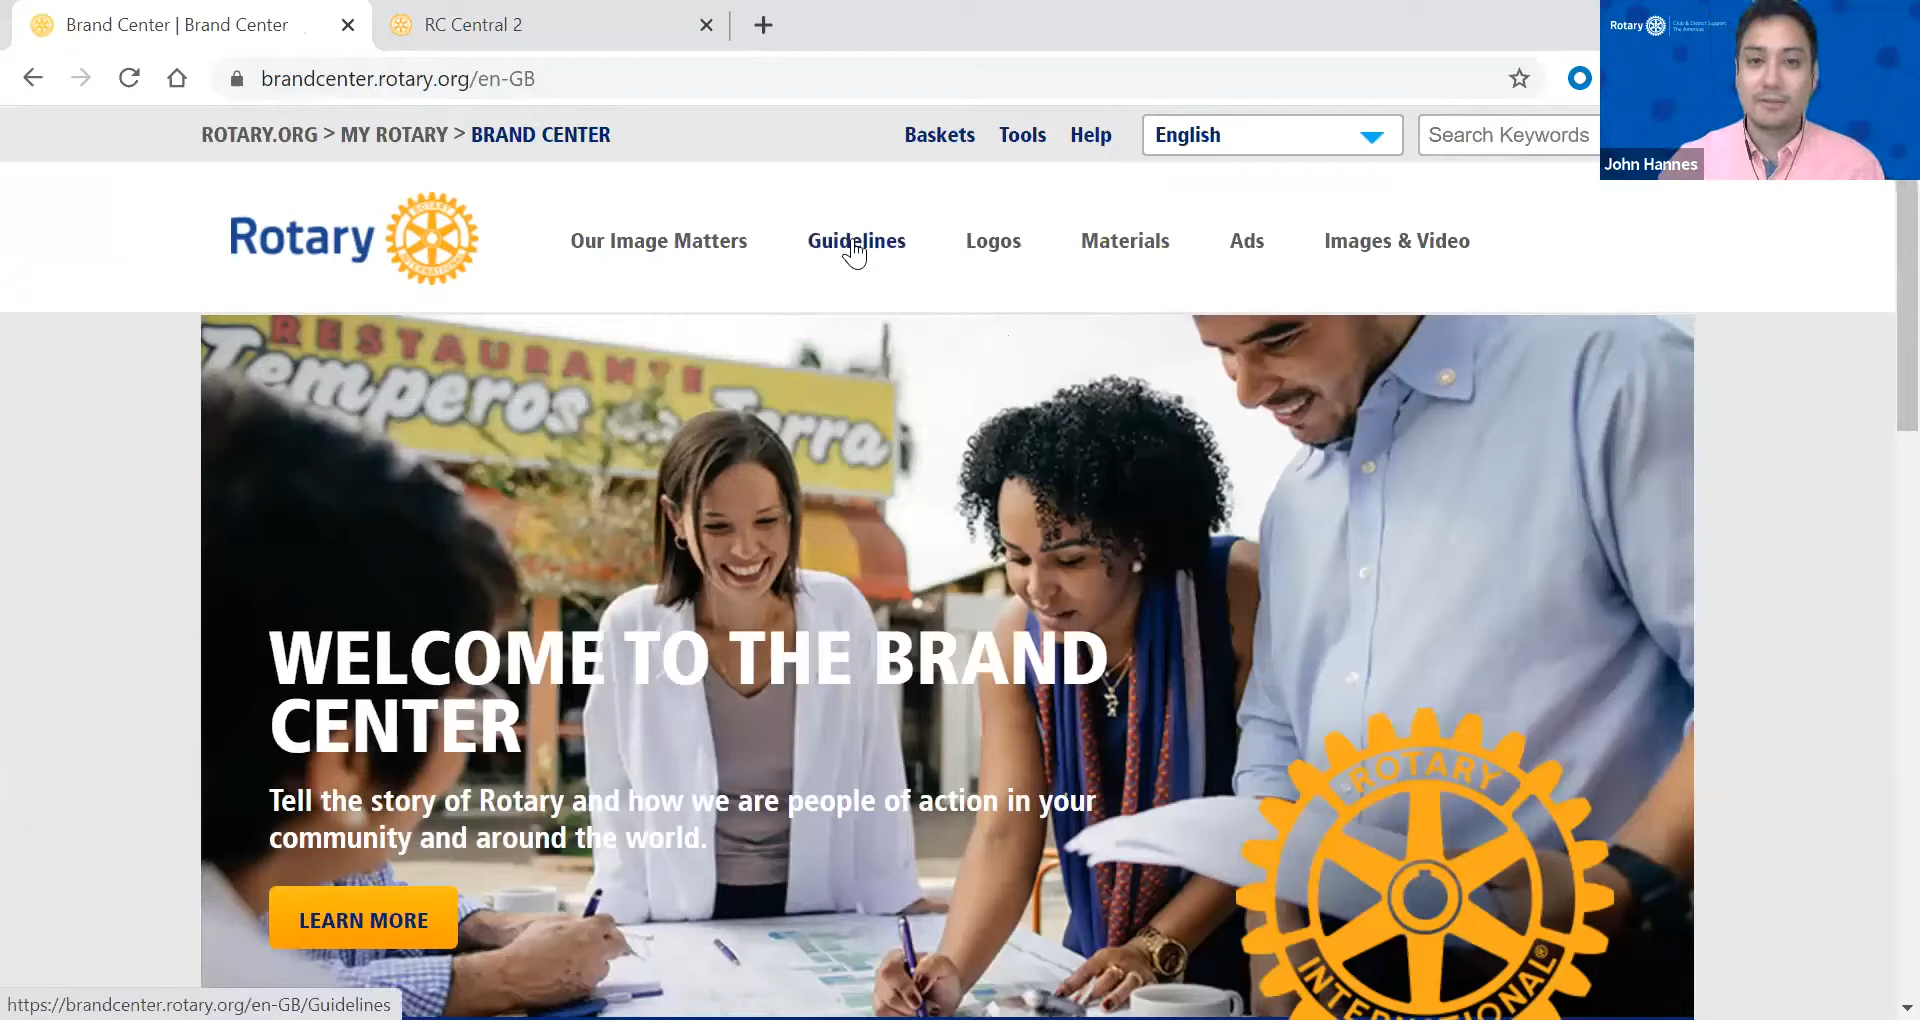 Brand Center | Brand Center
RC Central 2
brandcenter.rotary.org/en-GB
Rotary
Club & District Support
The Americas
John Hannes
ROTARY.ORG > MY ROTARY > BRAND CENTER
Baskets
Tools
Help
English
Search Keywords
Rotary
ROTARY
INTERNATIONAL
Our Image Matters
Guidelines
Logos
Materials
Ads
Images & Video
RESTAURANTE
Temperos da Terra
WELCOME TO THE BRAND
CENTER
Tell the story of Rotary and how we are people of action in your
community and around the world.
LEARN MORE
ROTARY
INTERNATIONAL
®
https://brandcenter.rotary.org/en-GB/Guidelines